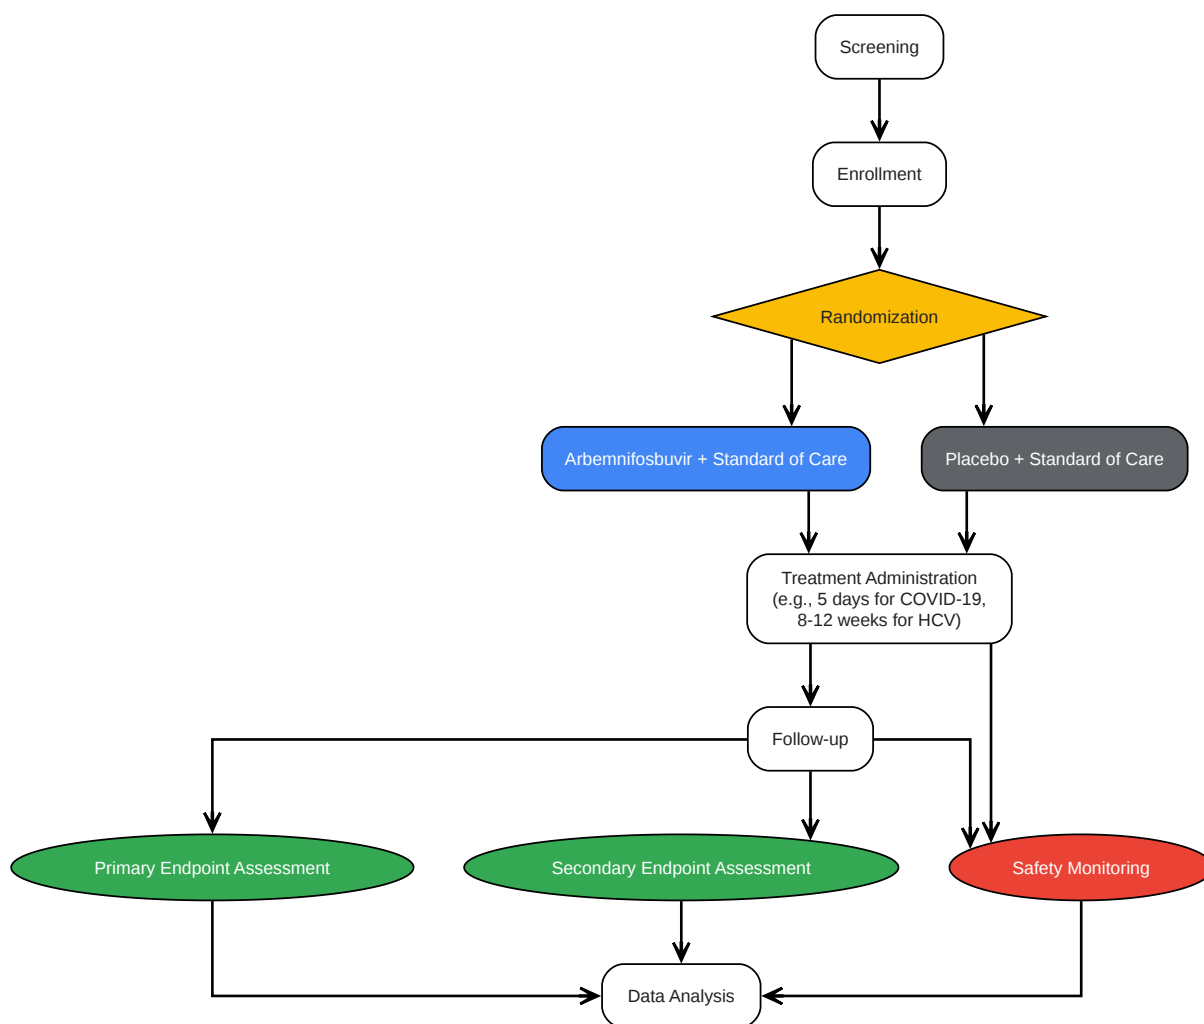 Screening
Enrollment
Randomization
Arbemnifosbuvir + Standard of Care
Placebo + Standard of Care
Treatment Administration
(e.g., 5 days for COVID-19,
8-12 weeks for HCV)
Follow-up
Primary Endpoint Assessment
Secondary Endpoint Assessment
Safety Monitoring
Data Analysis